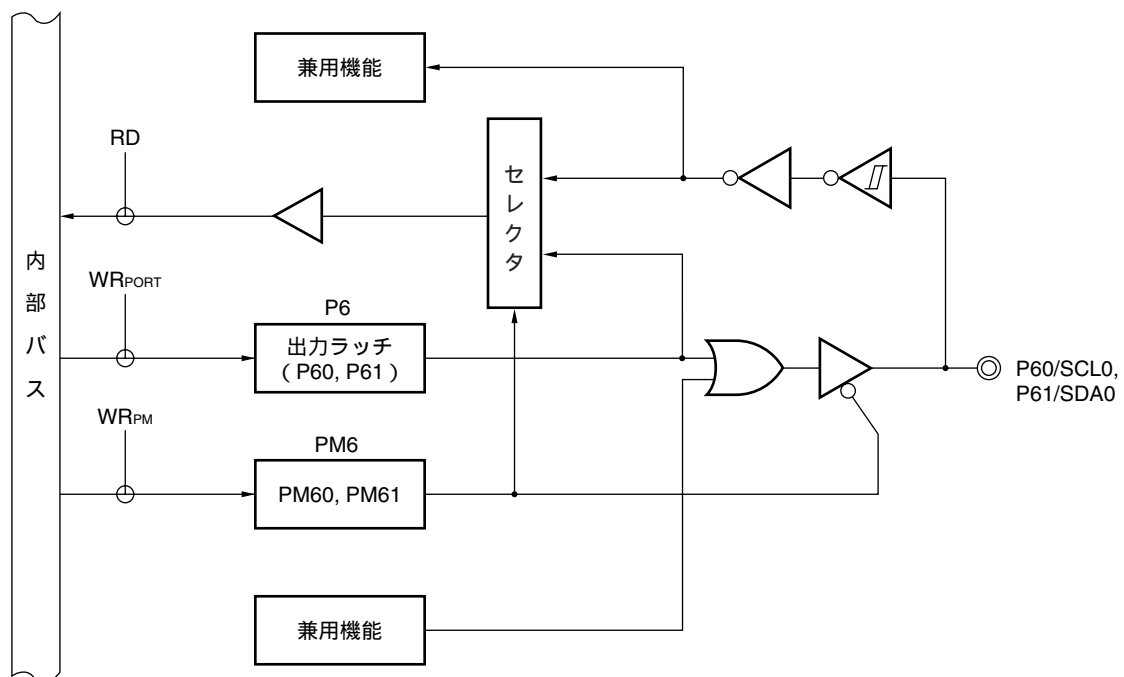 兼用機能
RD
セレクタ
内部バス
WRPORT
P6
出力ラッチ
（P60, P61）
P60/SCL0,
P61/SDA0
WRPM
PM6
PM60, PM61
兼用機能